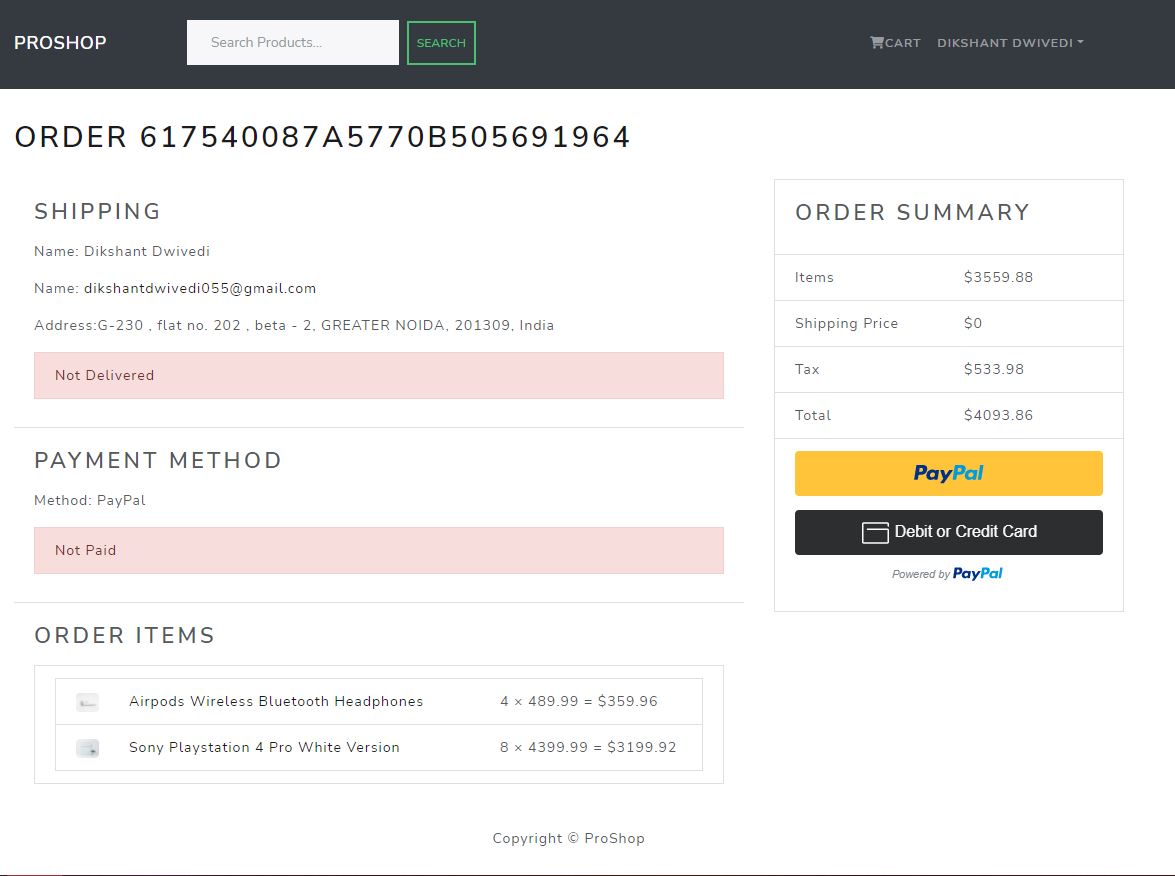 PROSHOP
Search Products...
SEARCH
CART
DIKSHANT DWIVEDI
ORDER 617540087A5770B505691964
SHIPPING
Name: Dikshant Dwivedi
Name: dikshantdwivedi055@gmail.com
Address:G-230 , flat no. 202 , beta - 2, GREATER NOIDA, 201309, India
Not Delivered
PAYMENT METHOD
Method: PayPal
Not Paid
ORDER ITEMS
Airpods Wireless Bluetooth Headphones 4 × 489.99 = $359.96
Sony Playstation 4 Pro White Version 8 × 4399.99 = $3199.92
ORDER SUMMARY
Items $3559.88
Shipping Price $0
Tax $533.98
Total $4093.86
PayPal
Debit or Credit Card
Powered by PayPal
Copyright © ProShop